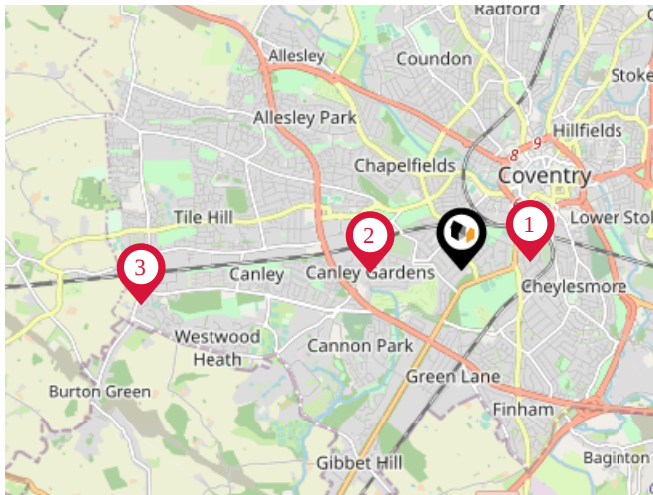 Radford
Allesley
Coundon
Stoke
Allesley Park
Hillfields
9
8
Chapelfields
Coventry
Tile Hill
Lower Stol
1
2
3
Canley
Canley Gardens
Cheylesmore
Westwood
Heath
Cannon Park
Green Lane
Burton Green
Finham
Gibbet Hill
Baginton